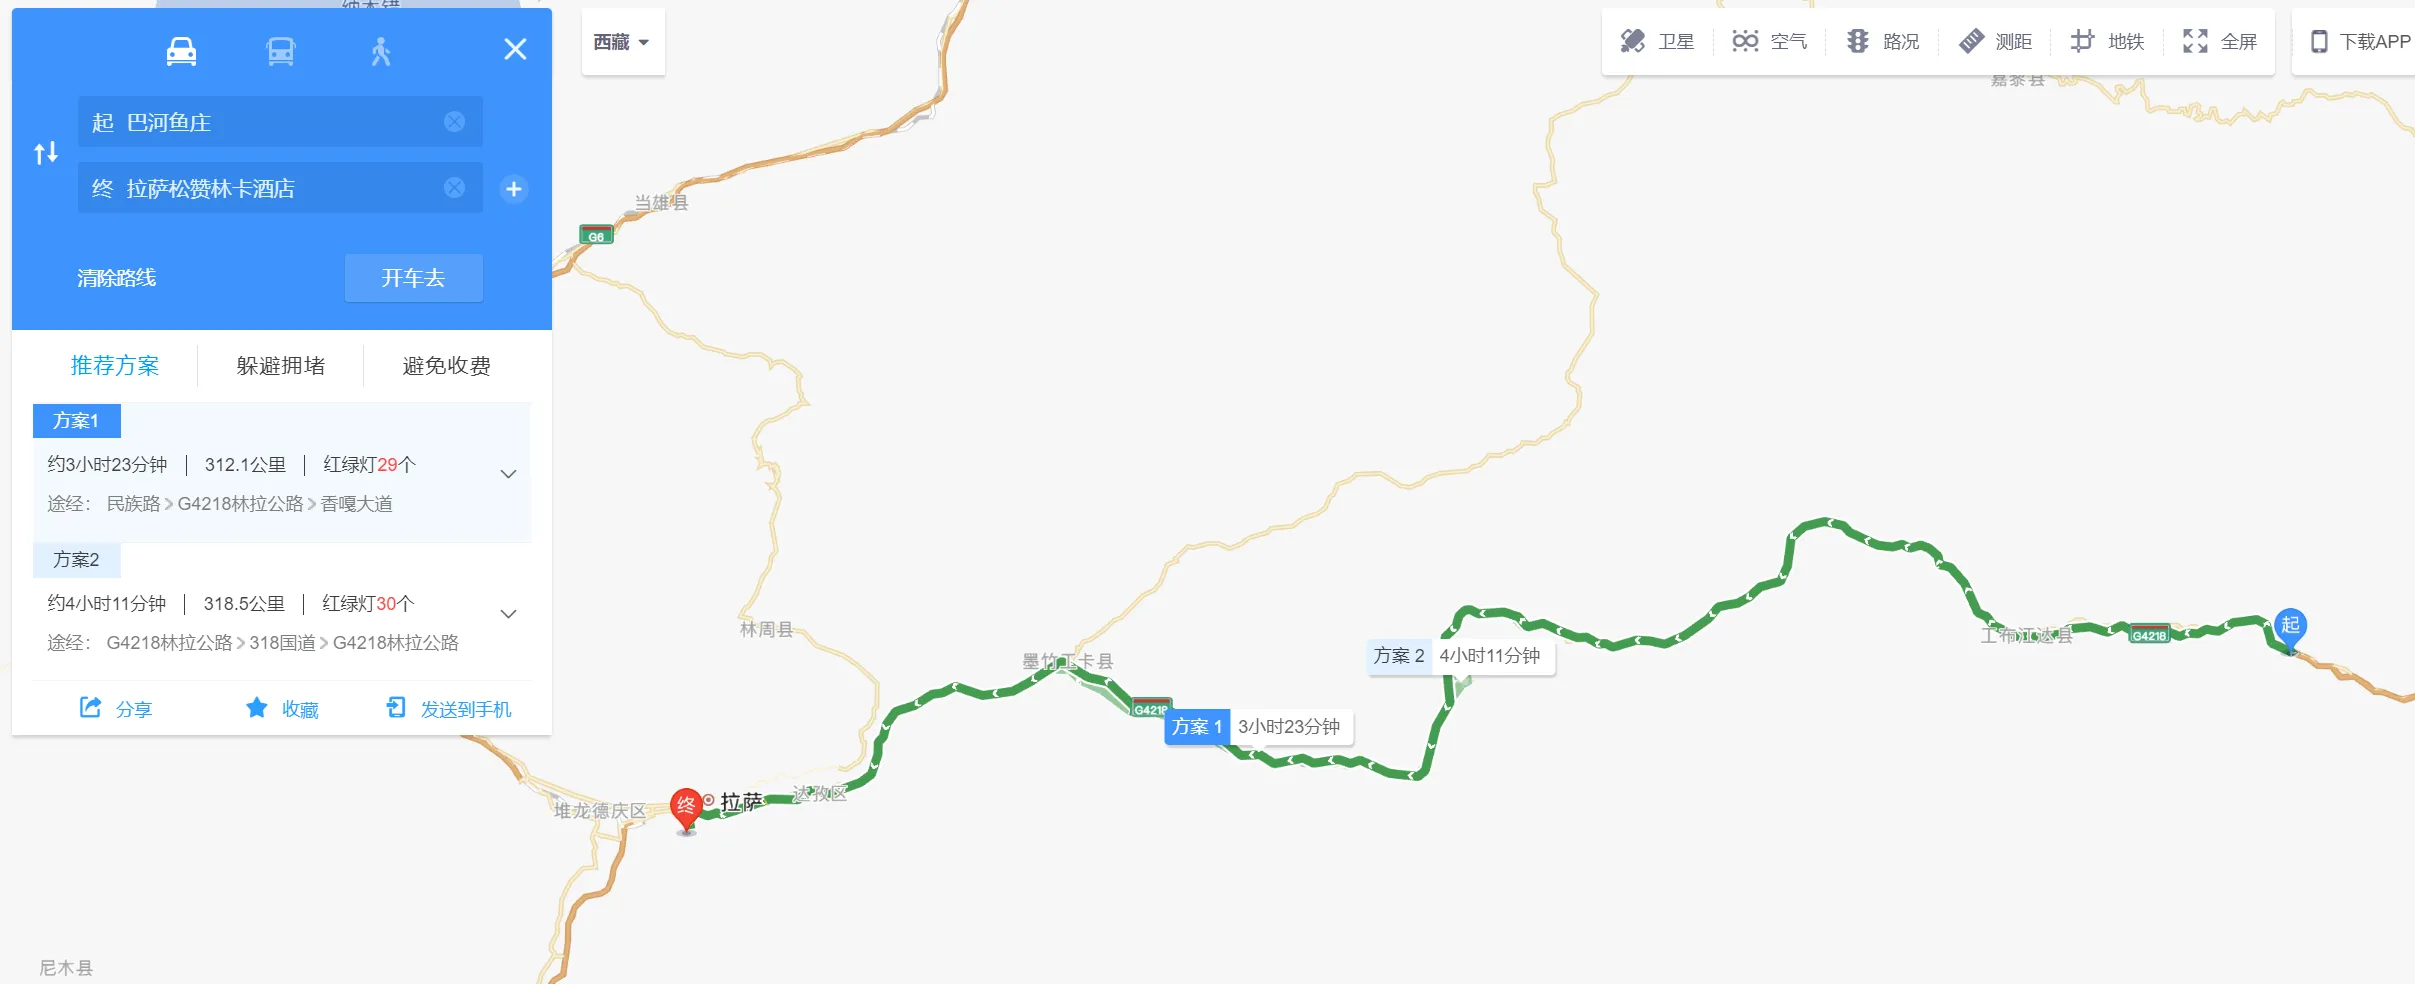 西藏
卫星
空气
路况
测距
地铁
全屏
下载APP
起 巴河鱼庄
终 拉萨松赞林卡酒店
清除路线
开车去
推荐方案
躲避拥堵
避免收费
方案1
约3小时23分钟 312.1公里 红绿灯29个
途经： 民族路>G4218林拉公路>香嘎大道
方案2
约4小时11分钟 318.5公里 红绿灯30个
途经： G4218林拉公路>318国道>G4218林拉公路
分享
收藏
发送到手机
嘉黎县
当雄县
G6
林周县
墨竹工卡县
工布江达县
G4218
起
方案 2 4小时11分钟
G4218
方案 1 3小时23分钟
终
拉萨
达孜区
堆龙德庆区
尼木县